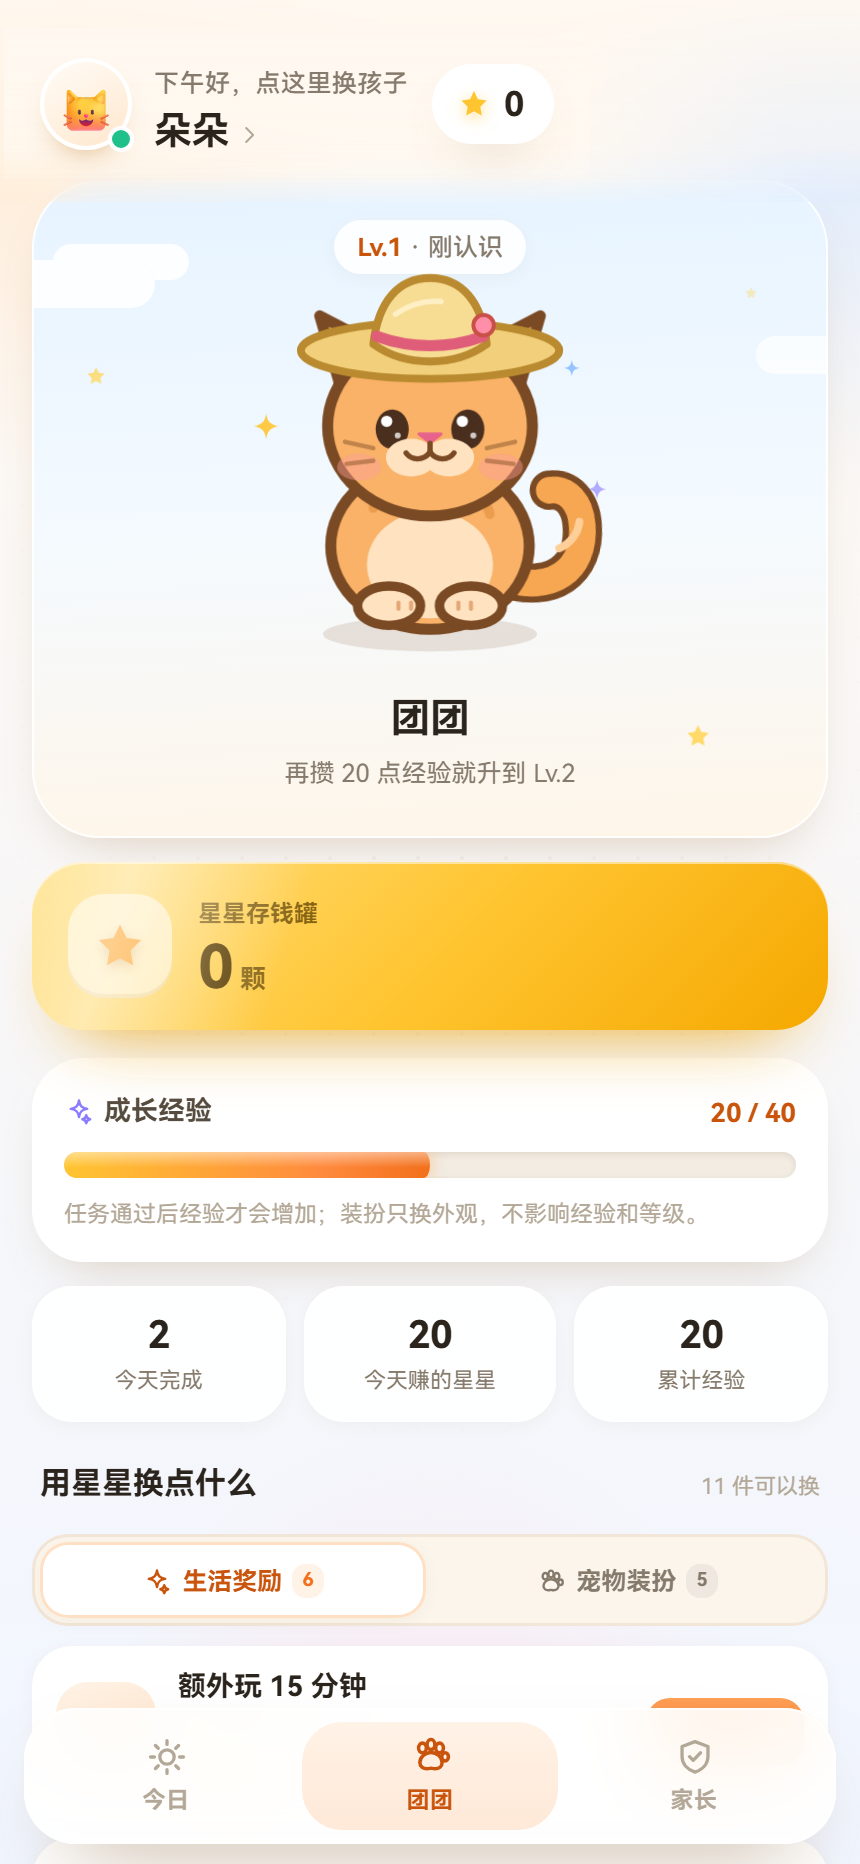 下午好，点这里换孩子
朵朵
0
Lv.1 · 刚认识
团团
再攒 20 点经验就升到 Lv.2
星星存钱罐
0 颗
成长经验
20 / 40
任务通过后经验才会增加；装扮只换外观，不影响经验和等级。
2
今天完成
20
今天赚的星星
20
累计经验
用星星换点什么
11 件可以换
生活奖励 6
宠物装扮 5
额外玩 15 分钟
今日
团团
家长